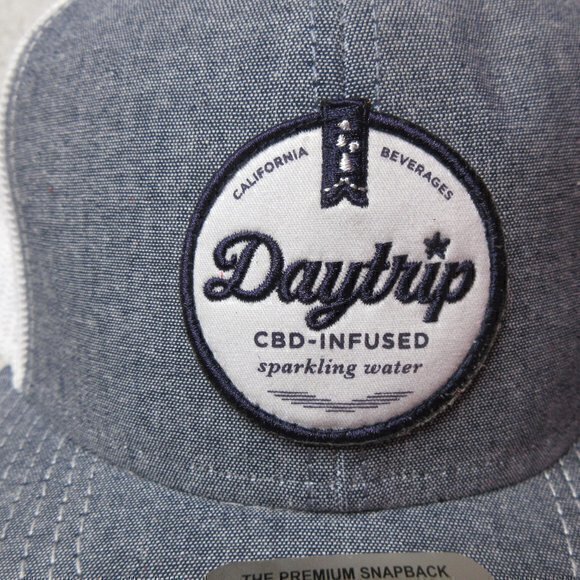 CALIFORNIA BEVERAGES
Daytrip
CBD-INFUSED
sparkling water
THE PREMIUM SNAPBACK